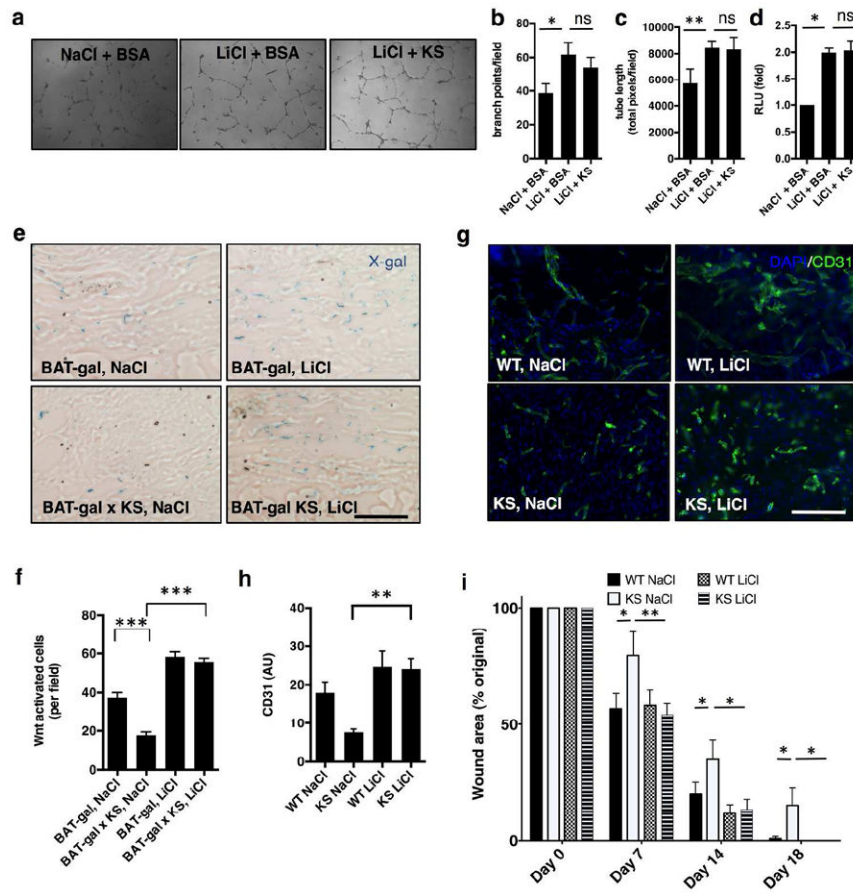 a
NaCl + BSA
LiCl + BSA
LiCl + KS
b
* ns
branch points/field
80
60
40
20
0
NaCl + BSA
LiCl + BSA
LiCl + KS
c
** ns
tube length
(total pixels/field)
10000
8000
6000
4000
2000
0
NaCl + BSA
LiCl + BSA
LiCl + KS
d
* ns
RLU (fold)
2.5
2.0
1.5
1.0
0.5
0.0
NaCl + BSA
LiCl + BSA
LiCl + KS
e
X-gal
BAT-gal, NaCl
BAT-gal, LiCl
BAT-gal x KS, NaCl
BAT-gal KS, LiCl
g
DAPI/CD31
WT, NaCl
WT, LiCl
KS, NaCl
KS, LiCl
f
***
***
Wnt activated cells
(per field)
80
60
40
20
0
BAT-gal, NaCl
BAT-gal x KS, NaCl
BAT-gal, LiCl
BAT-gal x KS, LiCl
h
**
CD31 (AU)
40
30
20
10
0
WT NaCl
KS NaCl
WT LiCl
KS LiCl
i
WT NaCl
WT LiCl
KS NaCl
KS LiCl
Wound area (% original)
100
50
0
* **
* *
* *
Day 0
Day 7
Day 14
Day 18